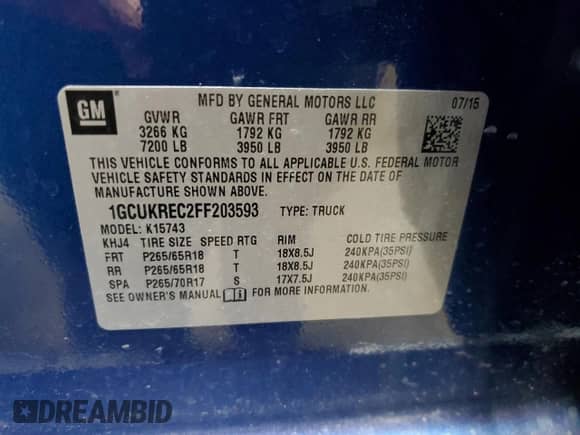 GM
MFD BY GENERAL MOTORS LLC 07/15
GVWR GAWR FRT GAWR RR
3266 KG 1792 KG 1792 KG
7200 LB 3950 LB 3950 LB
THIS VEHICLE CONFORMS TO ALL APPLICABLE U.S. FEDERAL MOTOR
VEHICLE SAFETY STANDARDS IN EFFECT ON THE DATE OF
MANUFACTURE SHOWN ABOVE.
1GCUKREC2FF203593 TYPE: TRUCK
MODEL: K15743
KHJ4 TIRE SIZE SPEED RTG RIM COLD TIRE PRESSURE
FRT P265/65R18 T 18X8.5J 240KPA(35PSI)
RR P265/65R18 T 18X8.5J 240KPA(35PSI)
SPA P265/70R17 S 17X7.5J 240KPA(35PSI)
SEE OWNER'S MANUAL FOR MORE INFORMATION.
DREAMBID